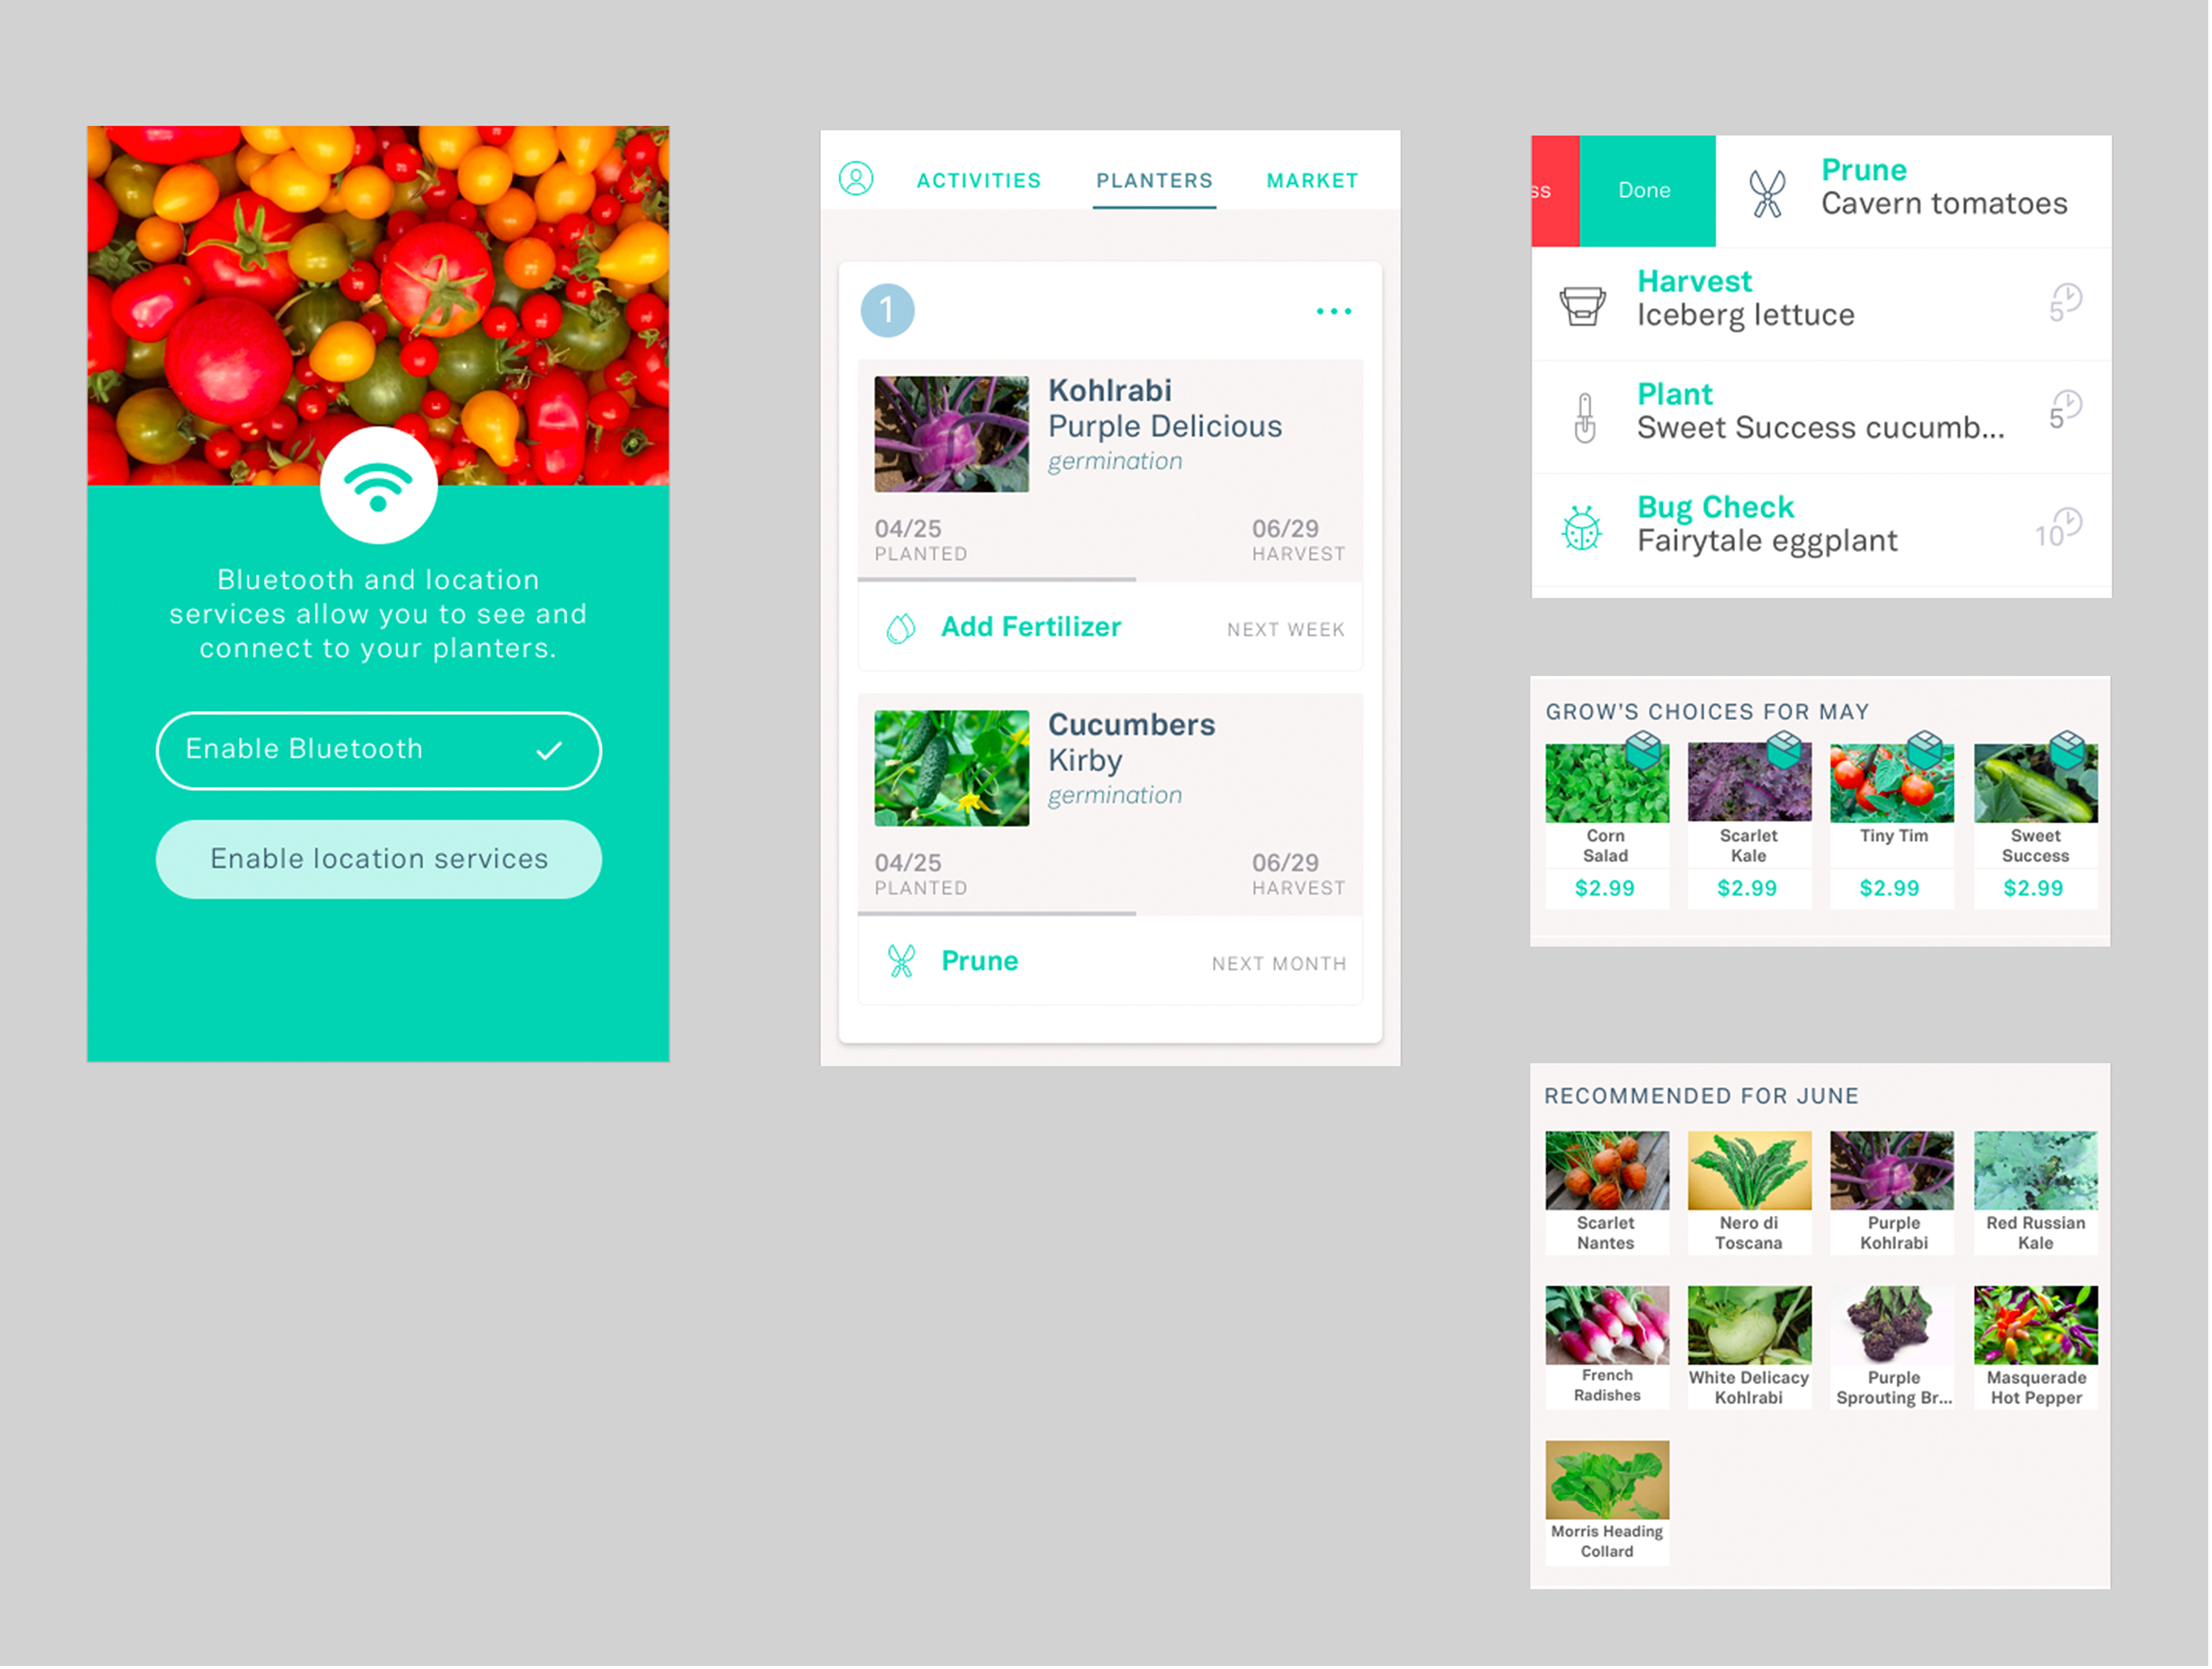 Bluetooth and location
services allow you to see and
connect to your planters.
Enable Bluetooth
Enable location services
ACTIVITIES PLANTERS MARKET
1
Kohlrabi
Purple Delicious
germination
04/25 06/29
PLANTED HARVEST
Add Fertilizer NEXT WEEK
Cucumbers
Kirby
germination
04/25 06/29
PLANTED HARVEST
Prune NEXT MONTH
ss Done
Prune
Cavern tomatoes
Harvest
Iceberg lettuce
5
Plant
Sweet Success cucumb...
5
Bug Check
Fairytale eggplant
10
GROW'S CHOICES FOR MAY
Corn
Salad
$2.99
Scarlet
Kale
$2.99
Tiny Tim
$2.99
Sweet
Success
$2.99
RECOMMENDED FOR JUNE
Scarlet
Nantes
Nero di
Toscana
Purple
Kohlrabi
Red Russian
Kale
French
Radishes
White Delicacy
Kohlrabi
Purple
Sprouting Br...
Masquerade
Hot Pepper
Morris Heading
Collard